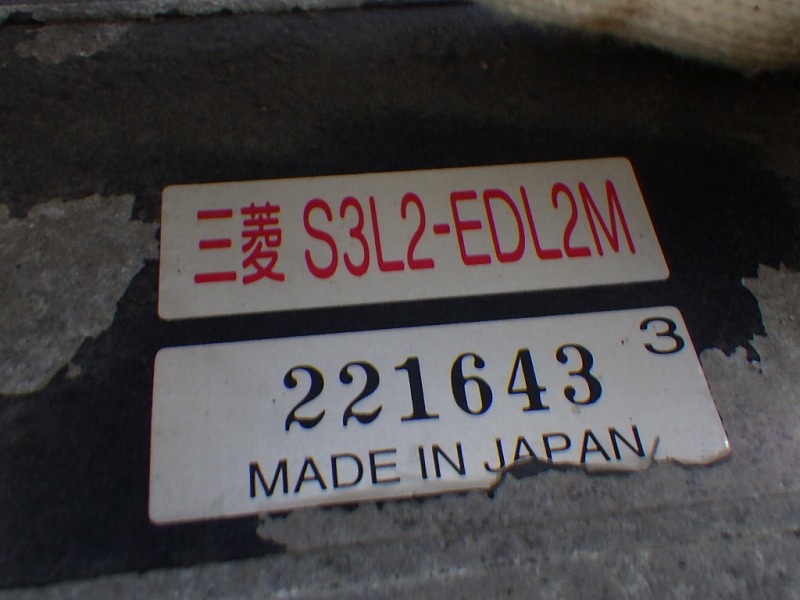 三菱 S3L2-EDL2M
3
221643
MADE IN JAPAN